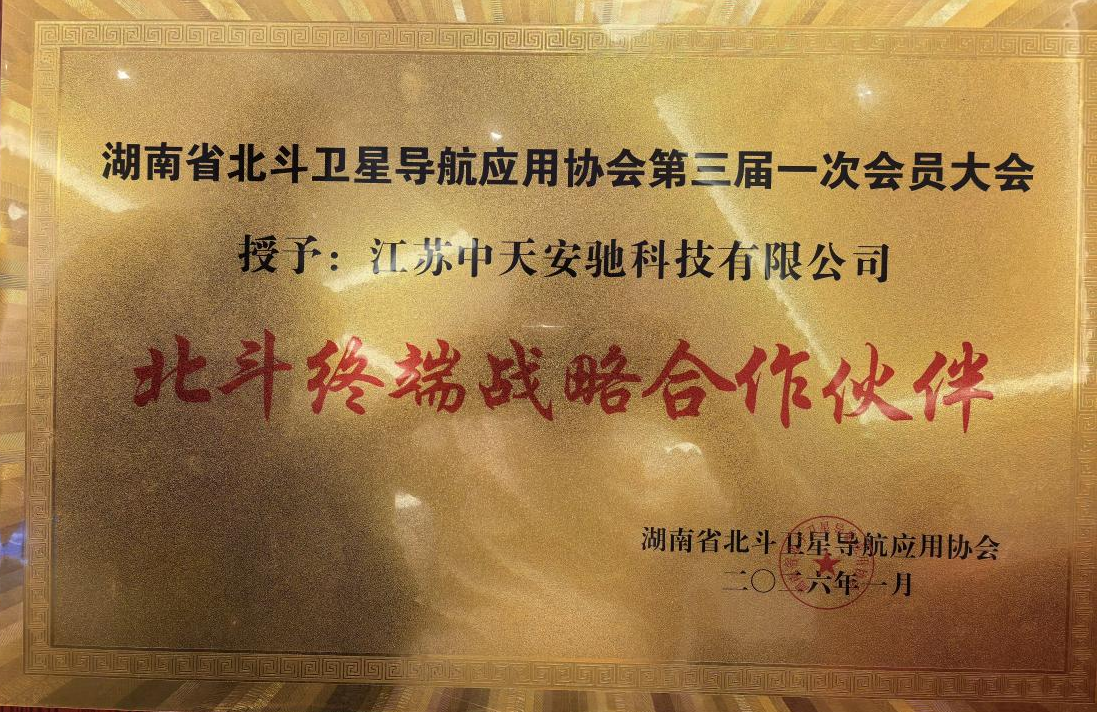 湖南省北斗卫星导航应用协会第三届一次会员大会
授予：江苏中天安驰科技有限公司
北斗终端战略合作伙伴
湖南省北斗卫星导航应用协会
二〇二六年一月